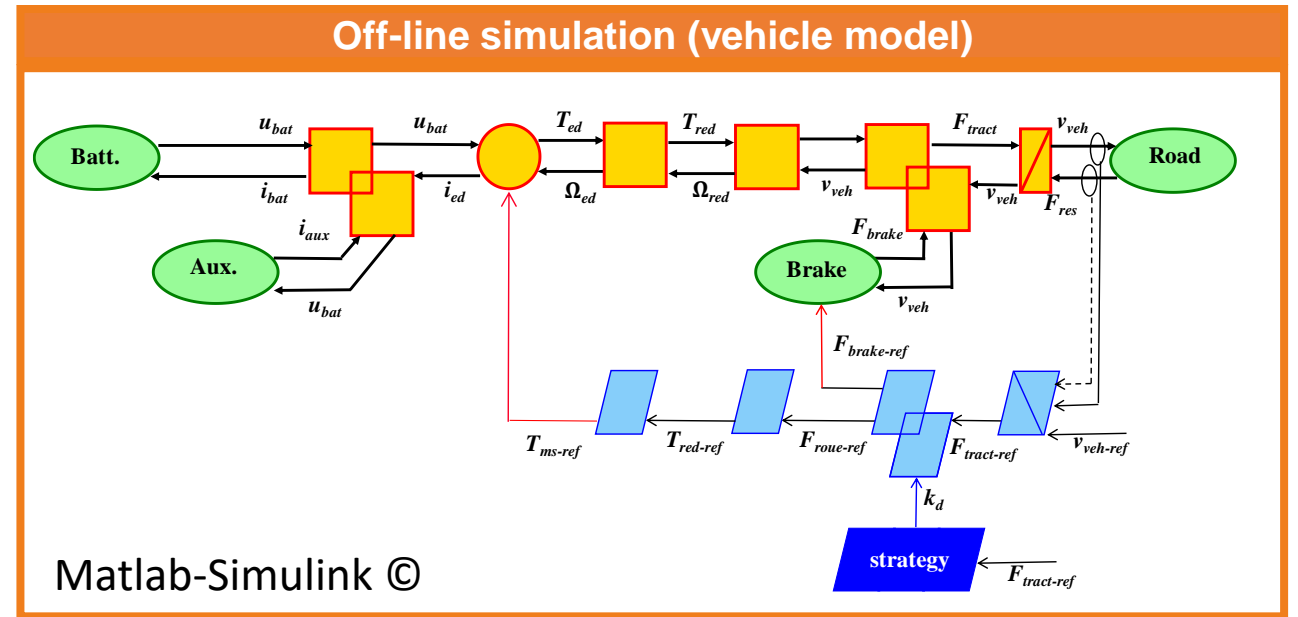 Off-line simulation (vehicle model)
u_bat
u_bat
T_ed
T_red
F_tract
v_veh
Batt.
Road
i_bat
i_ed
Ω_ed
Ω_red
v_veh
v_veh
F_res
i_aux
F_brake
Aux.
Brake
u_bat
v_veh
F_brake-ref
T_ms-ref
T_red-ref
F_roue-ref
F_tract-ref
v_veh-ref
k_d
strategy
F_tract-ref
Matlab-Simulink ©